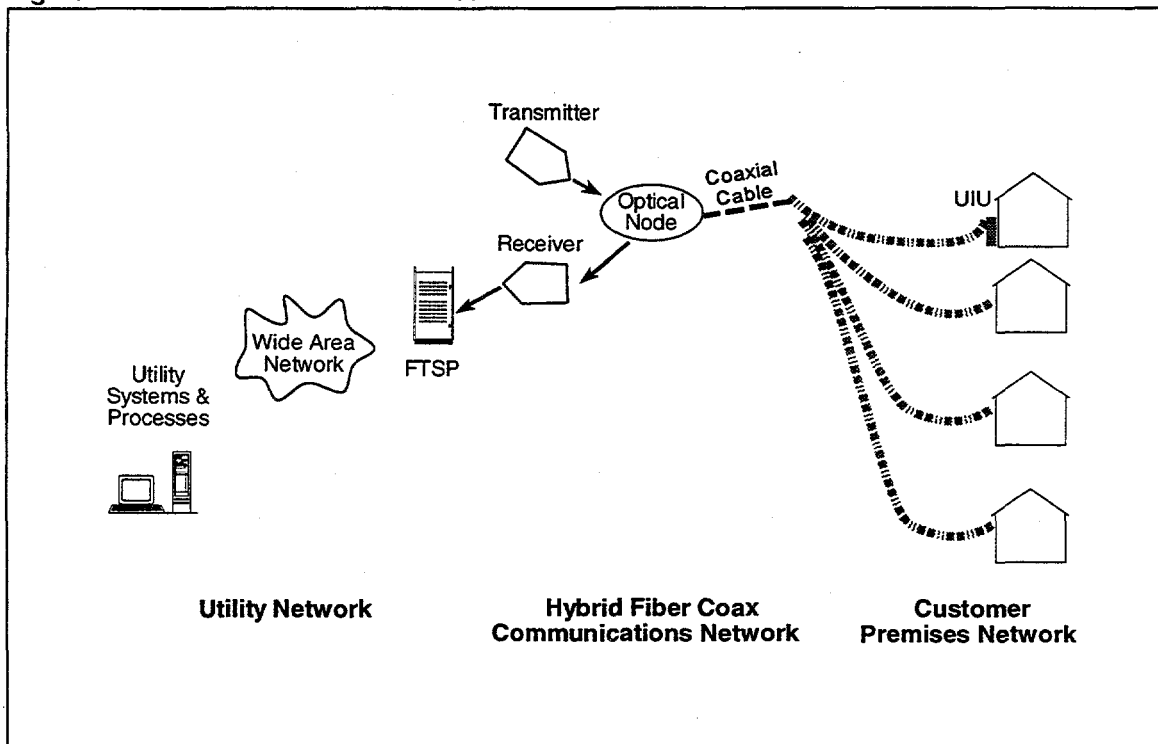 Transmitter
Coaxial
Cable
Optical
Node
UIU
Receiver
Wide Area
Network
FTSP
Utility
Systems &
Processes
Utility Network
Hybrid Fiber Coax
Communications Network
Customer
Premises Network